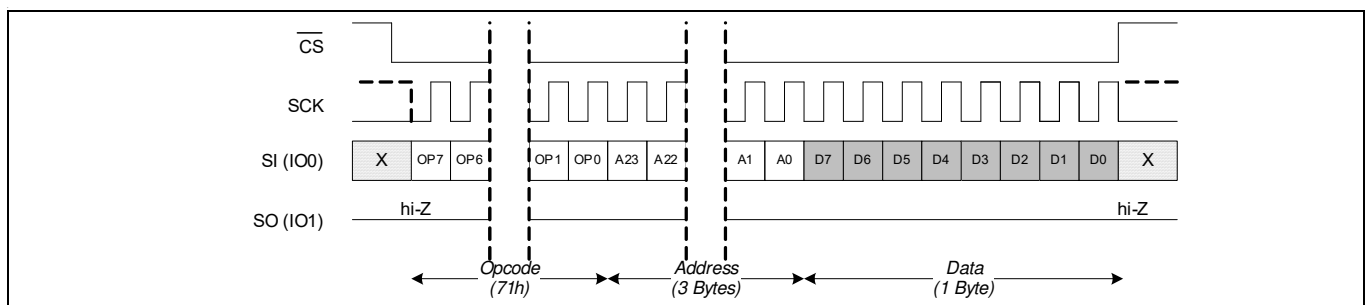 CS
SCK
SI (IO0) X OP7 OP6 OP1 OP0 A23 A22 A1 A0 D7 D6 D5 D4 D3 D2 D1 D0 X
hi-Z hi-Z
SO (IO1)
Opcode Address Data
(71h) (3 Bytes) (1 Byte)